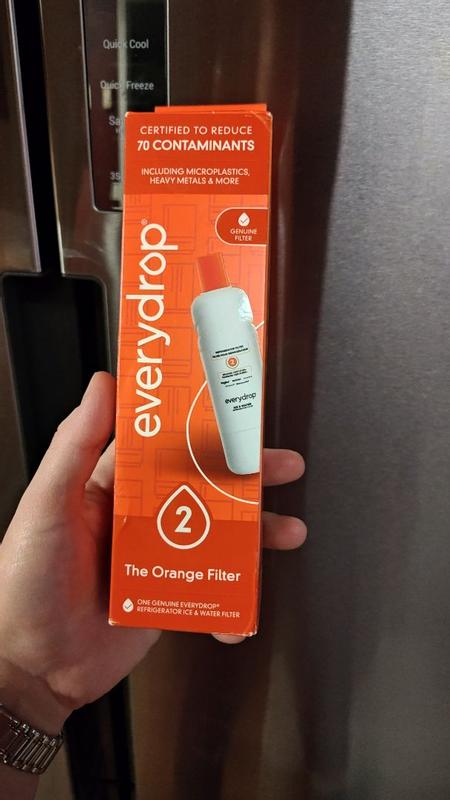 Quick Cool
Quick Freeze
CERTIFIED TO REDUCE
70 CONTAMINANTS
INCLUDING MICROPLASTICS,
HEAVY METALS & MORE
GENUINE
FILTER
everydrop®
2
everydrop
2
The Orange Filter
ONE GENUINE EVERYDROP®
REFRIGERATOR ICE & WATER FILTER